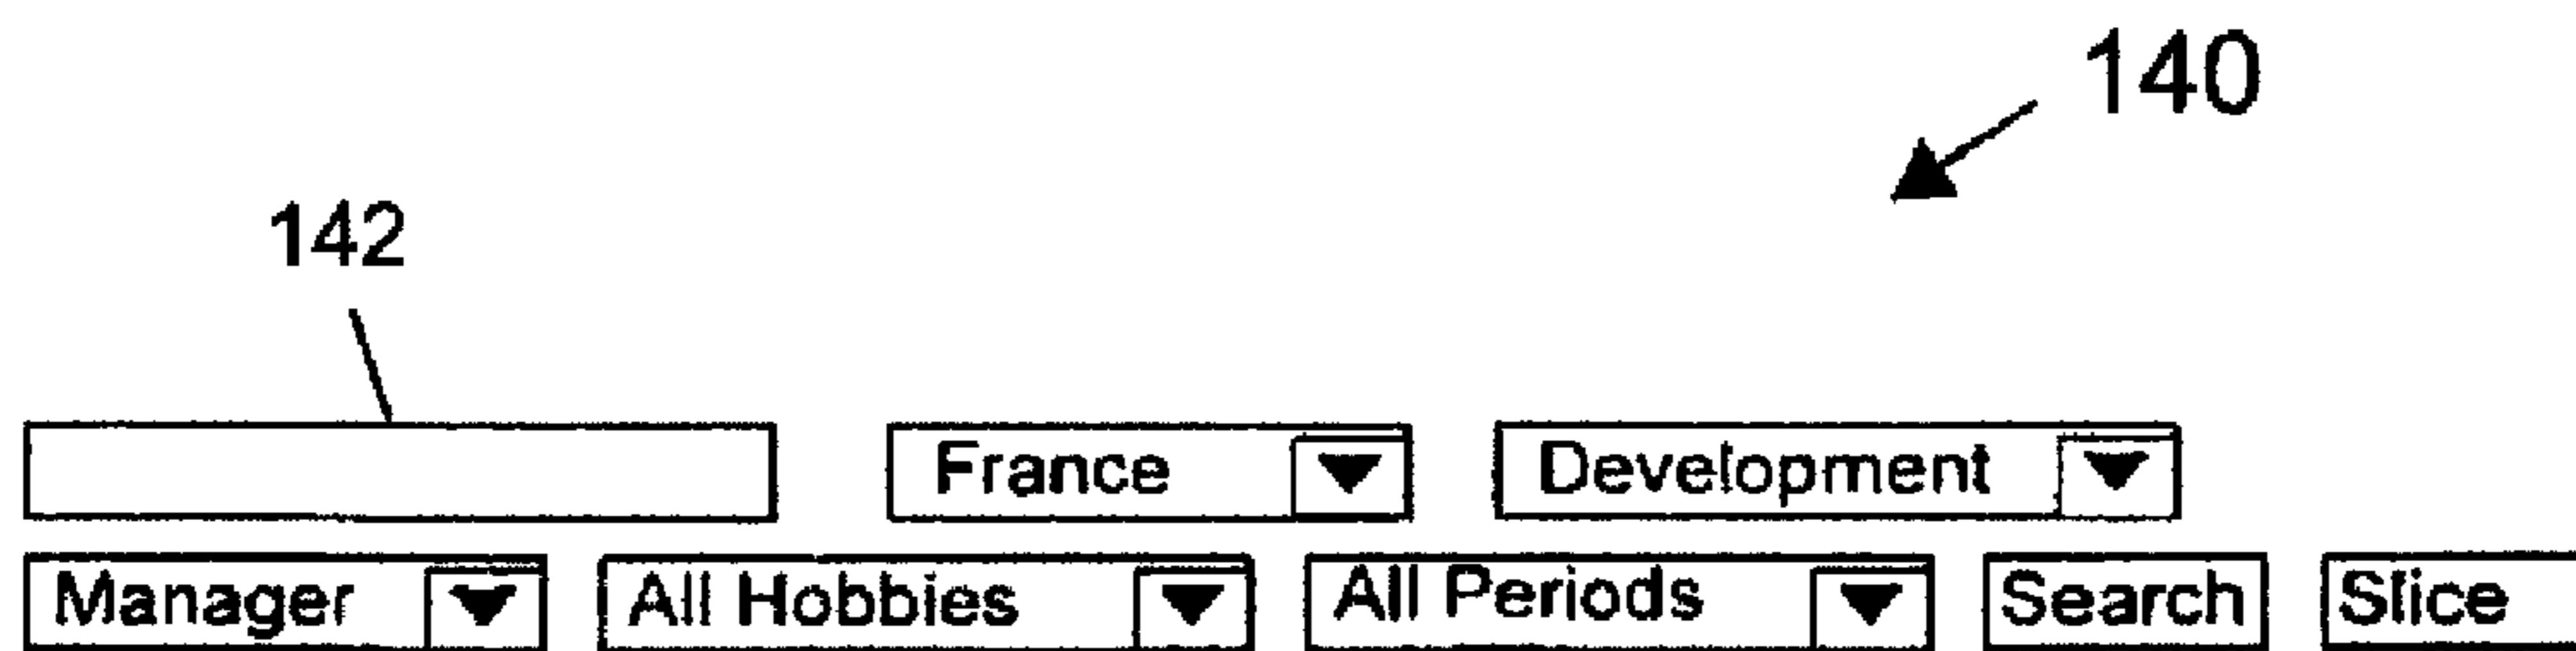 140
142
France Development
Manager All Hobbies All Periods Search Slice